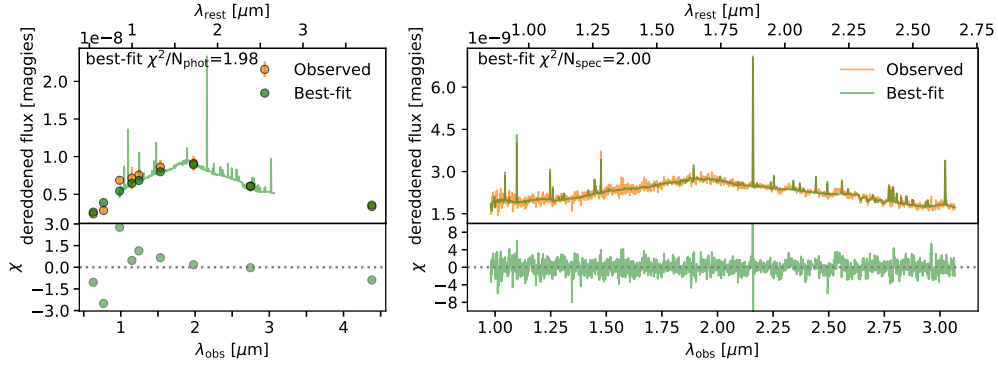 λrest [μm]
1 2 3
1e−8
best-fit χ²/Nphot=1.98
Observed
Best-fit
dereddened flux [maggies]
2.0
1.5
1.0
0.5
3.0
χ
3.0
1.5
0.0
−1.5
−3.0
1 2 3 4
λobs [μm]
λrest [μm]
1.00 1.25 1.50 1.75 2.00 2.25 2.50 2.75
1e−9
best-fit χ²/Nspec=2.00
Observed
Best-fit
dereddened flux [maggies]
6.0
4.5
3.0
1.5
χ
8
4
0
−4
−8
1.00 1.25 1.50 1.75 2.00 2.25 2.50 2.75 3.00
λobs [μm]